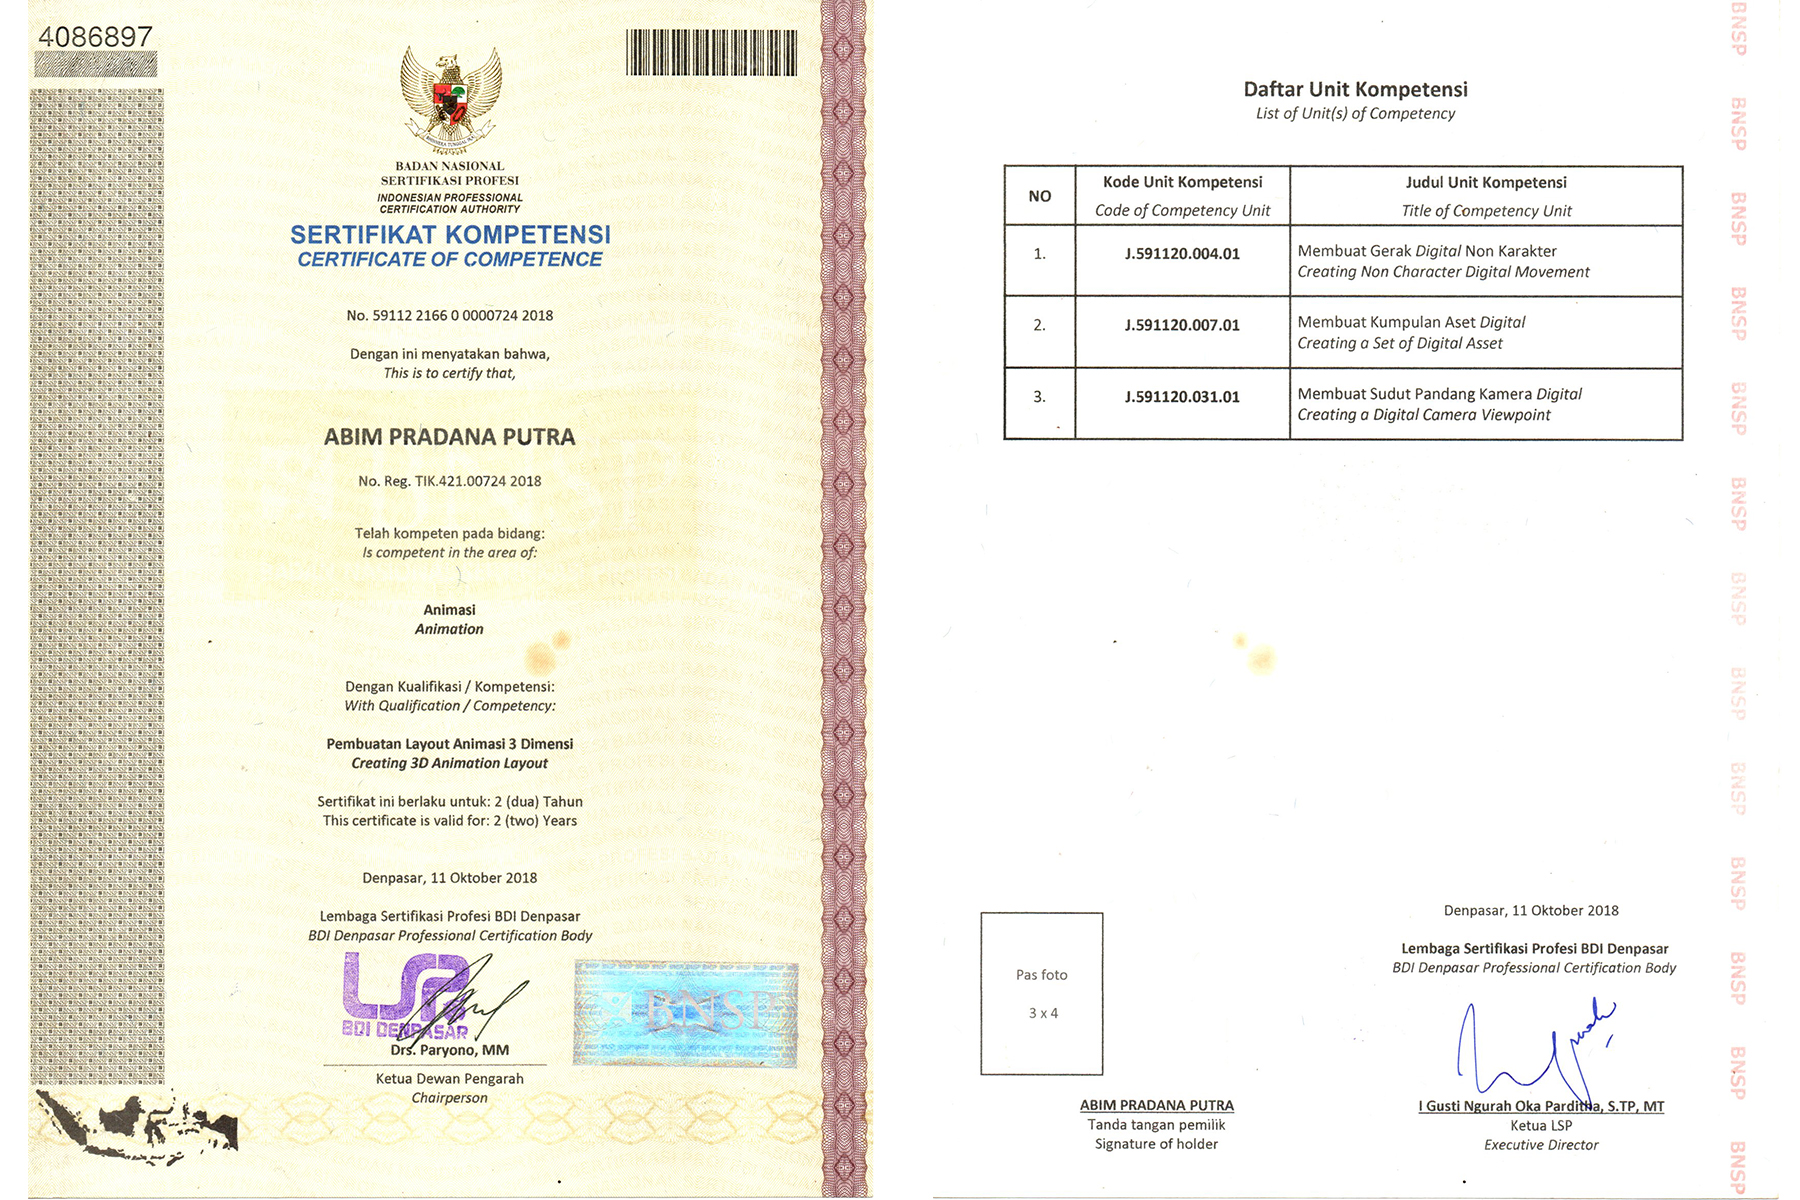 4086897
BHINNEKA TUNGGAL IKA
BADAN NASIONAL
SERTIFIKASI PROFESI
INDONESIAN PROFESSIONAL
CERTIFICATION AUTHORITY
SERTIFIKAT KOMPETENSI
CERTIFICATE OF COMPETENCE
No. 59112 2166 0 0000724 2018
Dengan ini menyatakan bahwa,
This is to certify that,
ABIM PRADANA PUTRA
No. Reg. TIK.421.00724 2018
Telah kompeten pada bidang:
Is competent in the area of:
Animasi
Animation
Dengan Kualifikasi / Kompetensi:
With Qualification / Competency:
Pembuatan Layout Animasi 3 Dimensi
Creating 3D Animation Layout
Sertifikat ini berlaku untuk: 2 (dua) Tahun
This certificate is valid for: 2 (two) Years
Denpasar, 11 Oktober 2018
Lembaga Sertifikasi Profesi BDI Denpasar
BDI Denpasar Professional Certification Body
LSP
BDI DENPASAR
BNSP
Drs. Paryono, MM
Ketua Dewan Pengarah
Chairperson
Daftar Unit Kompetensi
List of Unit(s) of Competency
NO
Kode Unit Kompetensi
Code of Competency Unit
Judul Unit Kompetensi
Title of Competency Unit
1.
J.591120.004.01
Membuat Gerak Digital Non Karakter
Creating Non Character Digital Movement
2.
J.591120.007.01
Membuat Kumpulan Aset Digital
Creating a Set of Digital Asset
3.
J.591120.031.01
Membuat Sudut Pandang Kamera Digital
Creating a Digital Camera Viewpoint
Pas foto
3 x 4
ABIM PRADANA PUTRA
Tanda tangan pemilik
Signature of holder
Denpasar, 11 Oktober 2018
Lembaga Sertifikasi Profesi BDI Denpasar
BDI Denpasar Professional Certification Body
I Gusti Ngurah Oka Parditha, S.TP, MT
Ketua LSP
Executive Director
BNSP
BNSP
BNSP
BNSP
BNSP
BNSP
BNSP
BNSP
BNSP
BNSP
BNSP
BNSP
BNSP